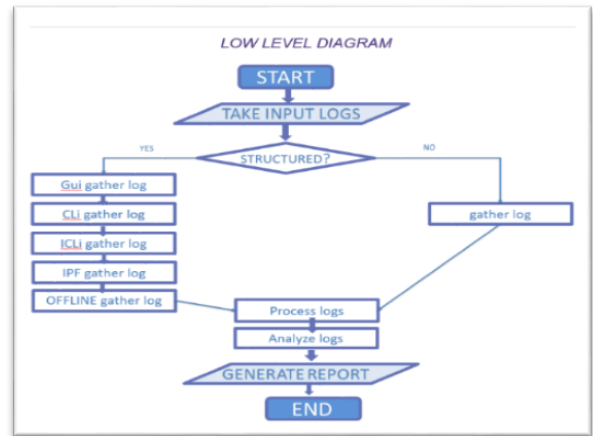 LOW LEVEL DIAGRAM
START
TAKE INPUT LOGS
YES
STRUCTURED?
NO
Gui gather log
CLi gather log
ICLi gather log
IPF gather log
OFFLINE gather log
gather log
Process logs
Analyze logs
GENERATE REPORT
END